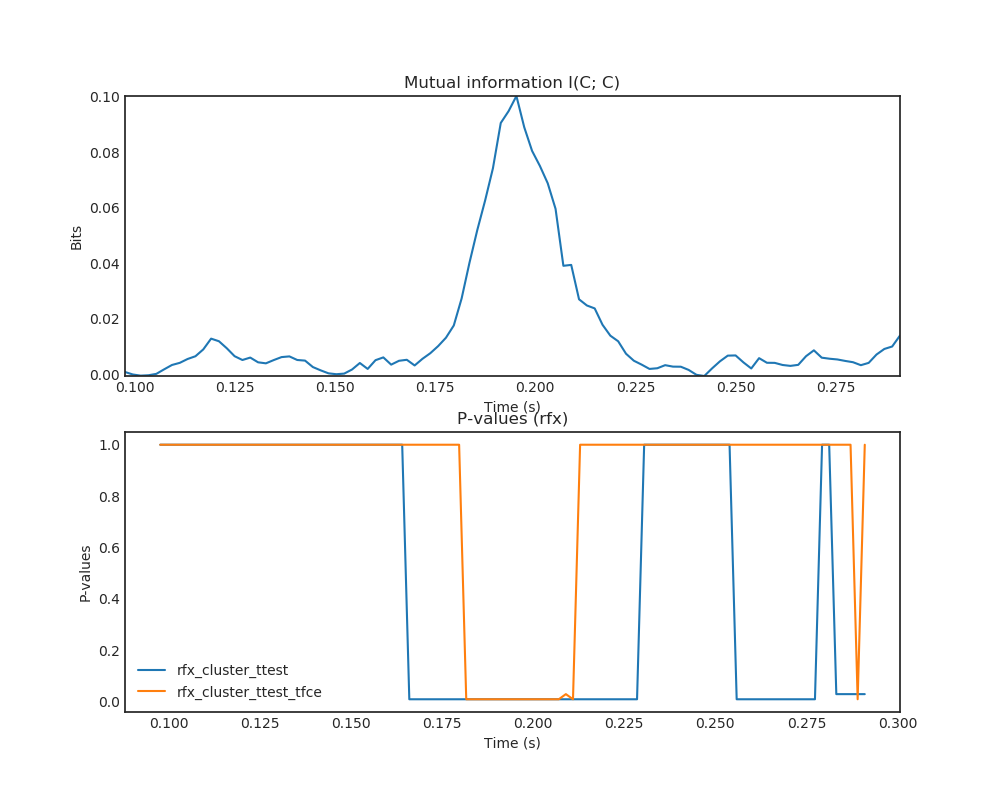 Mutual information I(C; C)
0.10
0.08
0.06
0.04
0.02
0.00
Bits
0.100 0.125 0.150 0.175 0.200 0.225 0.250 0.275
Time (s)
P-values (rfx)
1.0
0.8
0.6
0.4
0.2
0.0
P-values
rfx_cluster_ttest
rfx_cluster_ttest_tfce
0.100 0.125 0.150 0.175 0.200 0.225 0.250 0.275 0.300
Time (s)